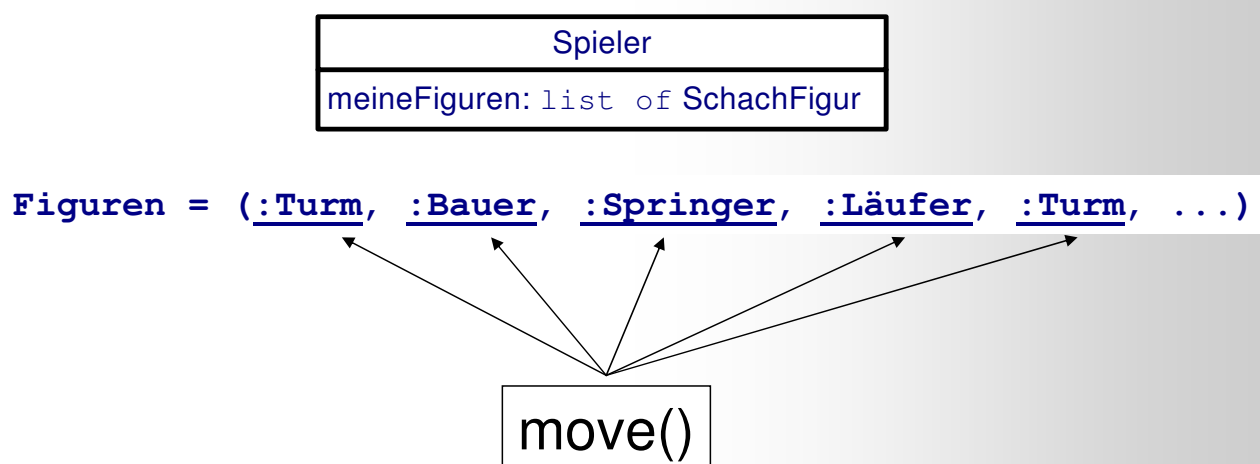 Spieler
meineFiguren: list of SchachFigur
Figuren = (:Turm, :Bauer, :Springer, :Läufer, :Turm, ...)
move()